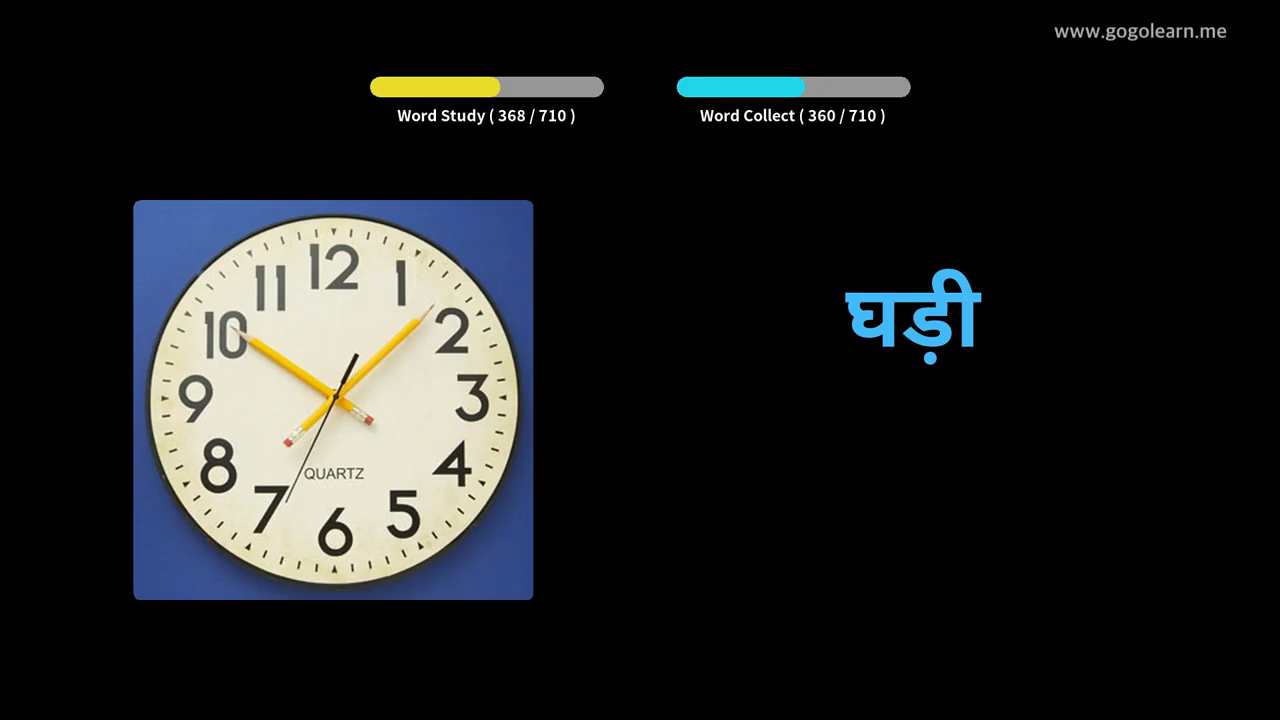 www.gogolearn.me
Word Study ( 368 / 710 )
Word Collect ( 360 / 710 )
12
11
1
10
2
9
3
8
4
QUARTZ
7
5
6
घड़ी